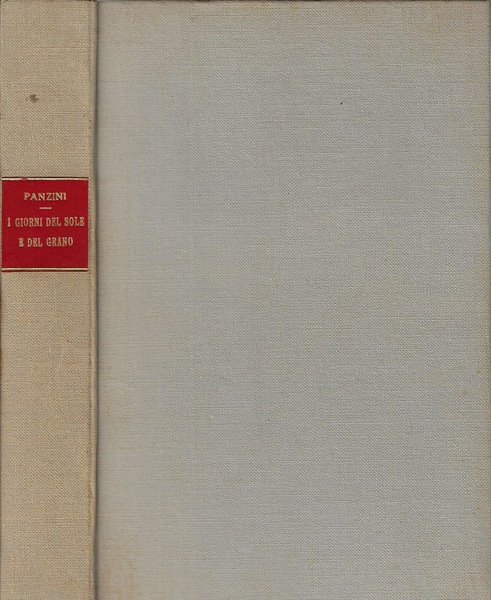 PANZINI
I GIORNI DEL SOLE
E DEL GRANO